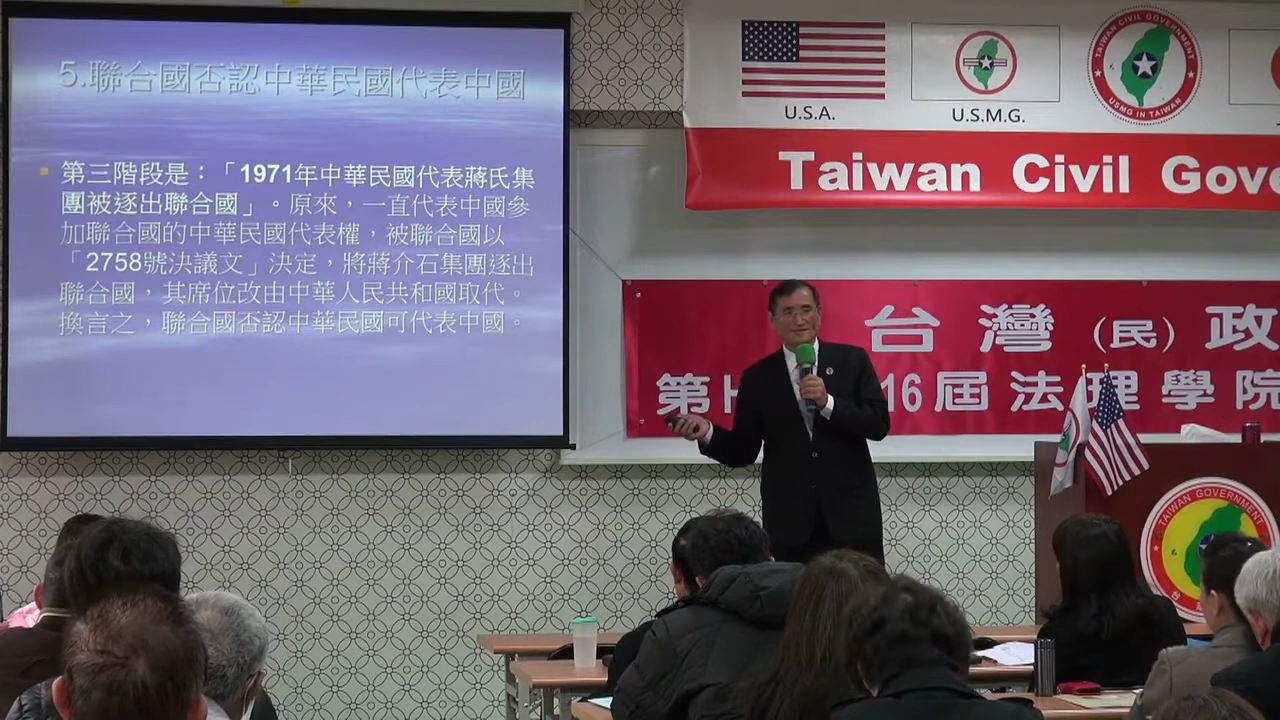 5.聯合國否認中華民國代表中國
第三階段是：「1971年中華民國代表蔣氏集
團被逐出聯合國」。原來，一直代表中國參
加聯合國的中華民國代表權，被聯合國以
「2758號決議文」決定，將蔣介石集團逐出
聯合國，其席位改由中華人民共和國取代。
換言之，聯合國否認中華民國可代表中國。
U.S.A.
U.S.M.G.
TAIWAN CIVIL GOVERNMENT
USMG IN TAIWAN
Taiwan Civil Gove
台灣（民）政
第 16屆法理學院
TAIWAN GOVERNMENT